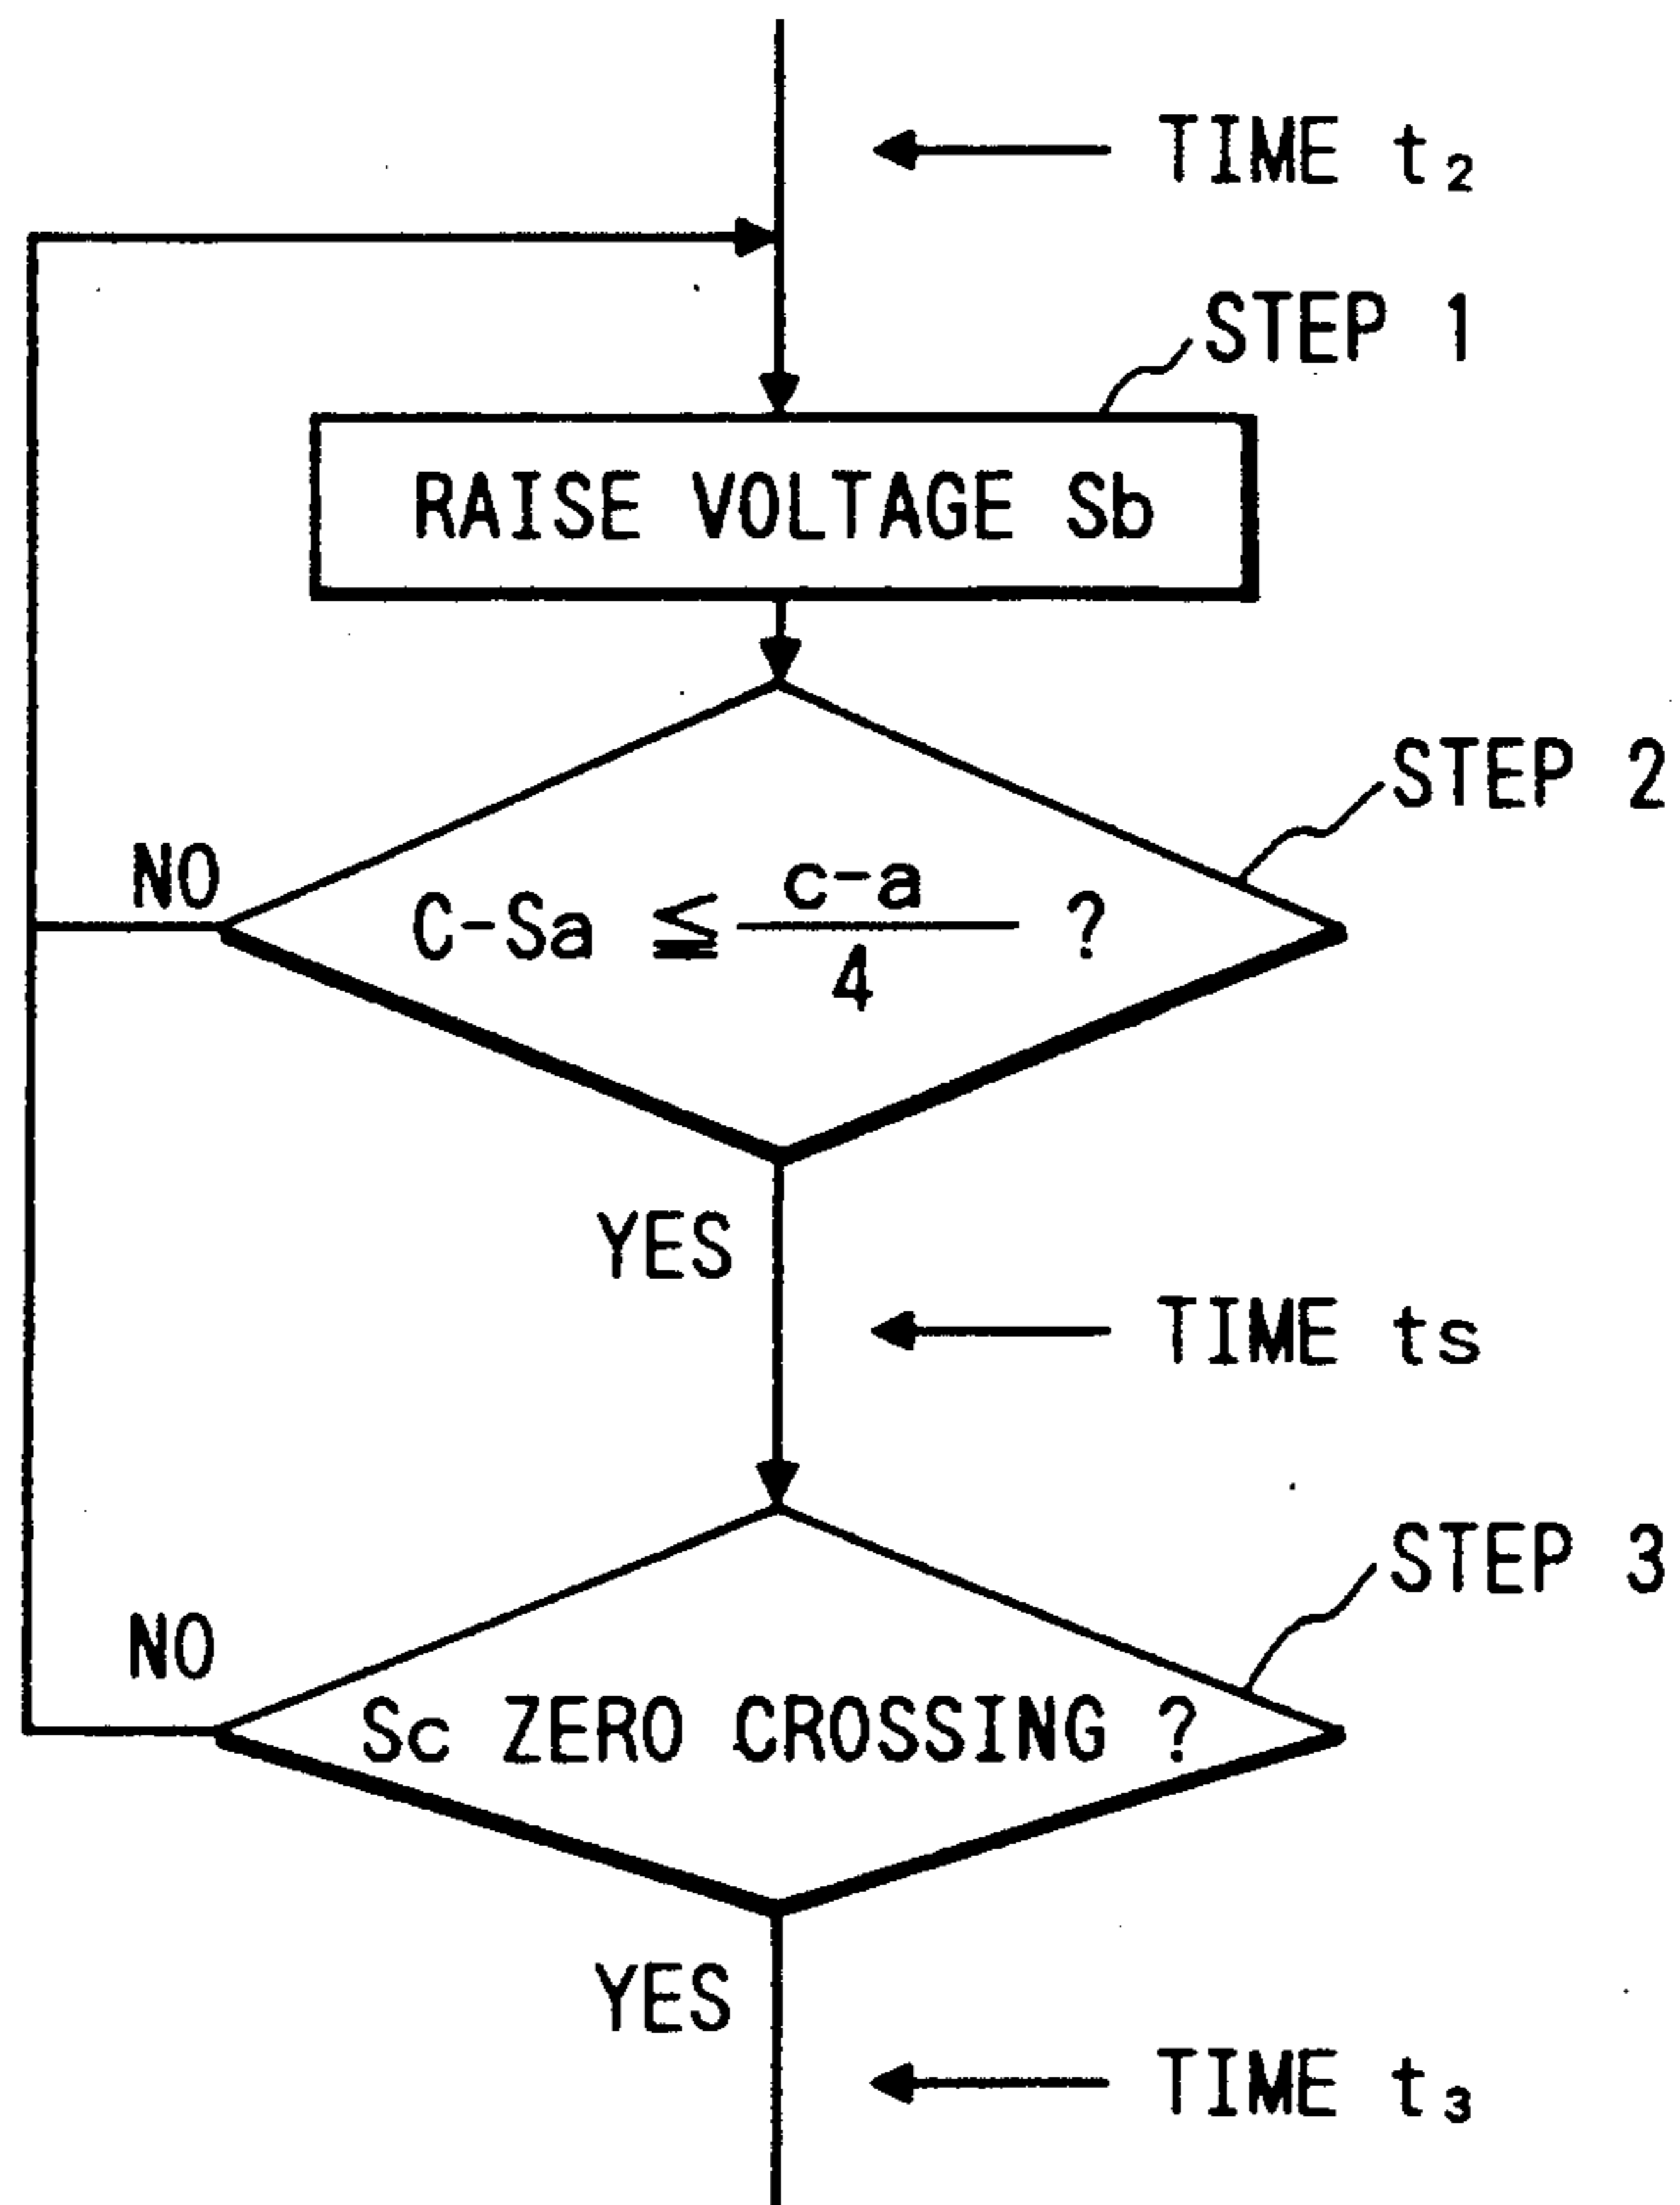 TIME t₂
STEP 1
RAISE VOLTAGE Sb
STEP 2
NO
C-Sa ≦ c-a/4 ?
YES
TIME ts
STEP 3
NO
Sc ZERO CROSSING ?
YES
TIME t₃